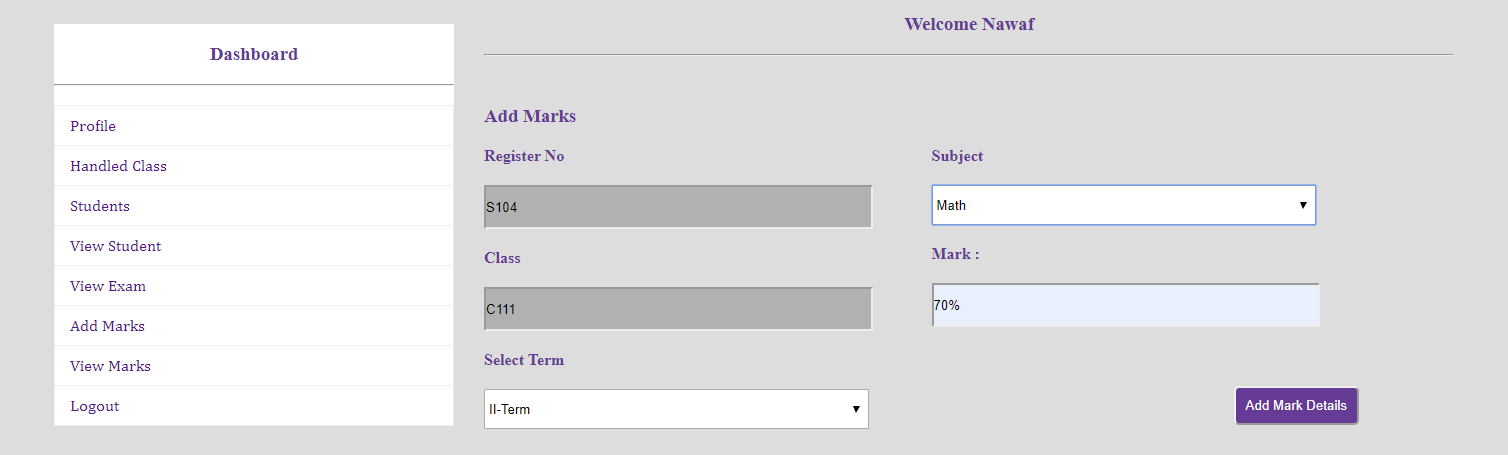 Dashboard
Profile
Handled Class
Students
View Student
View Exam
Add Marks
View Marks
Logout
Welcome Nawaf
Add Marks
Register No
S104
Class
C111
Select Term
II-Term
Subject
Math
Mark :
70%
Add Mark Details